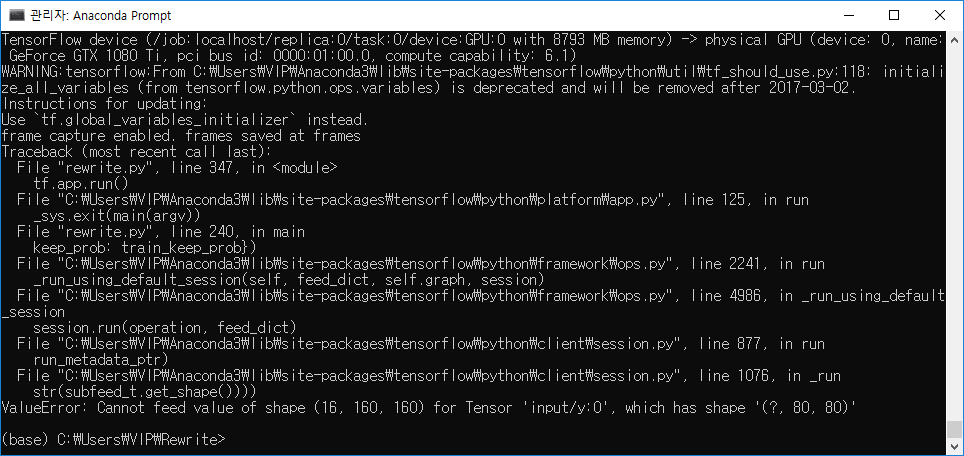 관리자: Anaconda Prompt
TensorFlow device (/job:localhost/replica:0/task:0/device:GPU:0 with 8793 MB memory) -> physical GPU (device: 0, name:
 GeForce GTX 1080 Ti, pci bus id: 0000:01:00.0, compute capability: 6.1)
WARNING:tensorflow:From C:₩Users₩VIP₩Anaconda3₩lib₩site-packages₩tensorflow₩python₩util₩tf_should_use.py:118: initiali
ze_all_variables (from tensorflow.python.ops.variables) is deprecated and will be removed after 2017-03-02.
Instructions for updating:
Use `tf.global_variables_initializer` instead.
frame capture enabled. frames saved at frames
Traceback (most recent call last):
  File "rewrite.py", line 347, in <module>
    tf.app.run()
  File "C:₩Users₩VIP₩Anaconda3₩lib₩site-packages₩tensorflow₩python₩platform₩app.py", line 125, in run
    _sys.exit(main(argv))
  File "rewrite.py", line 240, in main
    keep_prob: train_keep_prob})
  File "C:₩Users₩VIP₩Anaconda3₩lib₩site-packages₩tensorflow₩python₩framework₩ops.py", line 2241, in run
    _run_using_default_session(self, feed_dict, self.graph, session)
  File "C:₩Users₩VIP₩Anaconda3₩lib₩site-packages₩tensorflow₩python₩framework₩ops.py", line 4986, in _run_using_default
_session
    session.run(operation, feed_dict)
  File "C:₩Users₩VIP₩Anaconda3₩lib₩site-packages₩tensorflow₩python₩client₩session.py", line 877, in run
    run_metadata_ptr)
  File "C:₩Users₩VIP₩Anaconda3₩lib₩site-packages₩tensorflow₩python₩client₩session.py", line 1076, in _run
    str(subfeed_t.get_shape())))
ValueError: Cannot feed value of shape (16, 160, 160) for Tensor 'input/y:0', which has shape '(?, 80, 80)'
(base) C:₩Users₩VIP₩Rewrite>